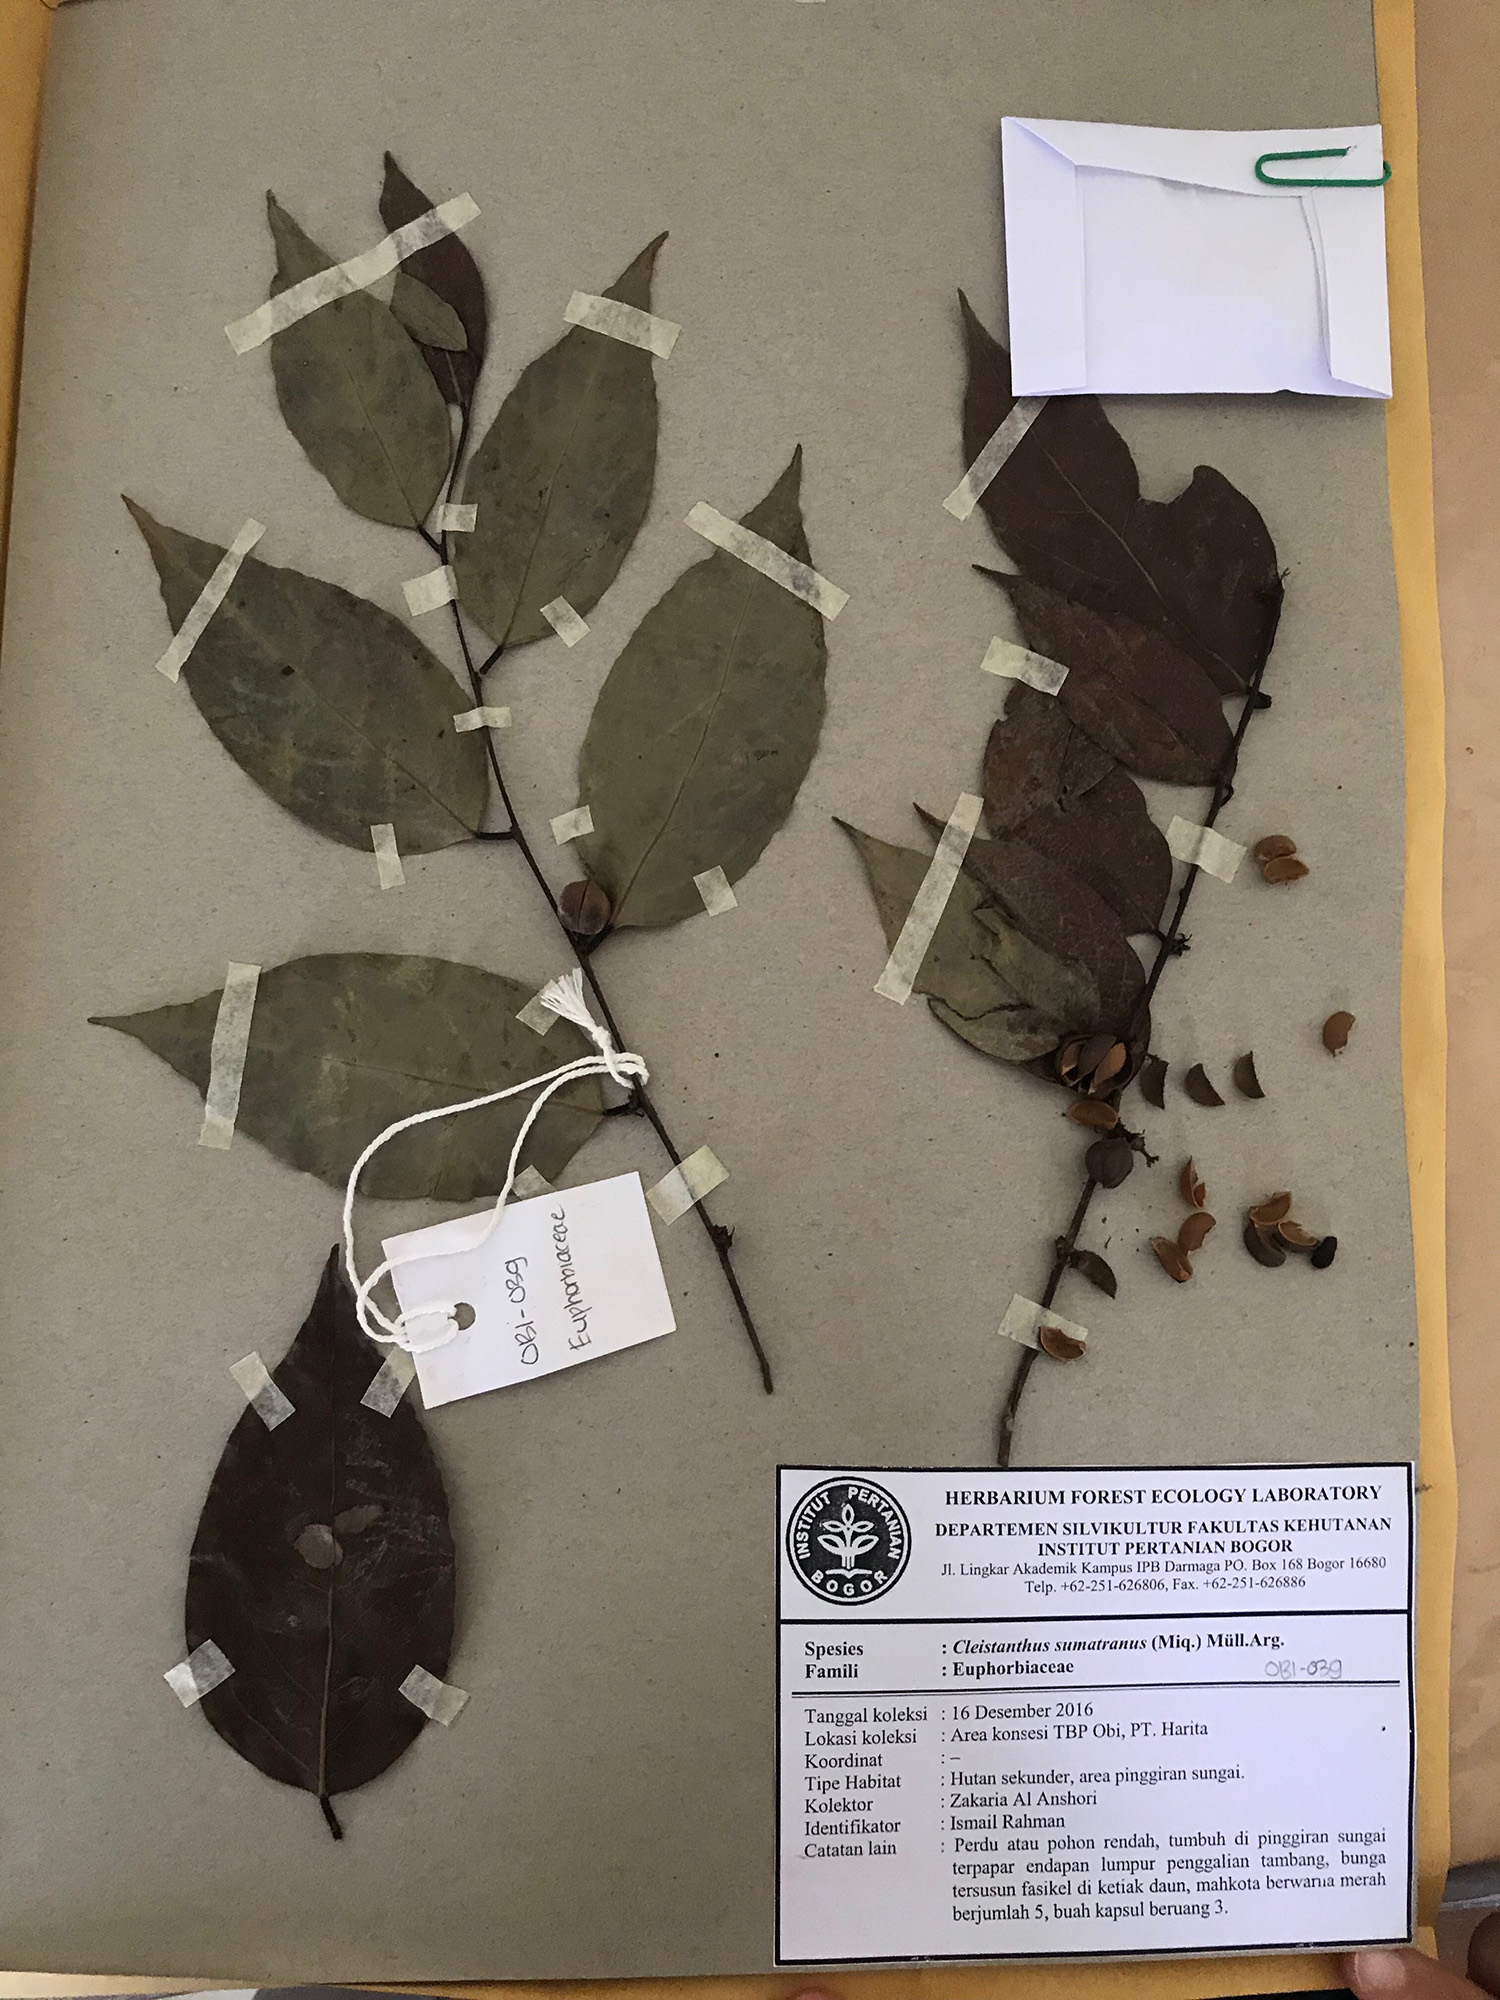 OBI-039
Euphorbiaceae
INSTITUT PERTANIAN
BOGOR
HERBARIUM FOREST ECOLOGY LABORATORY
DEPARTEMEN SILVIKULTUR FAKULTAS KEHUTANAN
INSTITUT PERTANIAN BOGOR
Jl. Lingkar Akademik Kampus IPB Darmaga PO. Box 168 Bogor 16680
Telp. +62-251-626806, Fax. +62-251-626886
Spesies : Cleistanthus sumatranus (Miq.) Müll.Arg.
Famili : Euphorbiaceae OBI-039
Tanggal koleksi : 16 Desember 2016
Lokasi koleksi : Area konsesi TBP Obi, PT. Harita
Koordinat : –
Tipe Habitat : Hutan sekunder, area pinggiran sungai.
Kolektor : Zakaria Al Anshori
Identifikator : Ismail Rahman
Catatan lain : Perdu atau pohon rendah, tumbuh di pinggiran sungai
terpapar endapan lumpur penggalian tambang, bunga
tersusun fasikel di ketiak daun, mahkota berwarna merah
berjumlah 5, buah kapsul beruang 3.